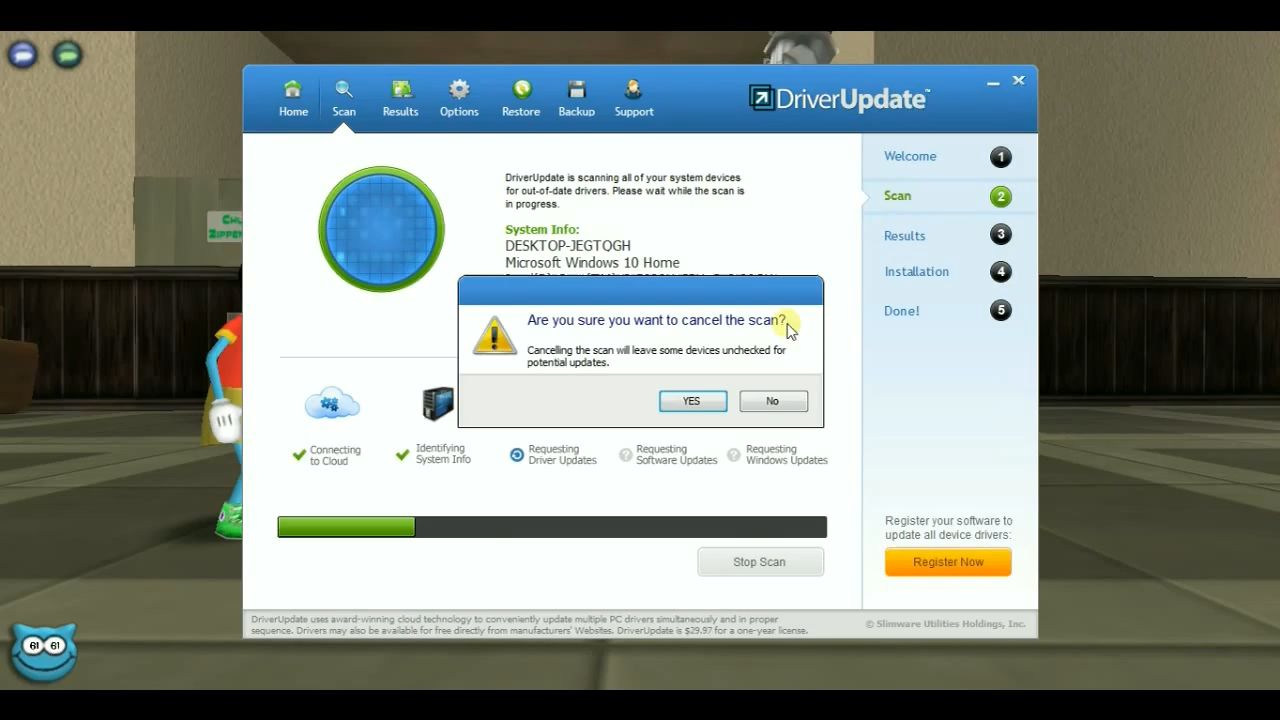 Home
Scan
Results
Options
Restore
Backup
Support
DriverUpdate™
DriverUpdate is scanning all of your system devices
for out-of-date drivers. Please wait while the scan is
in progress.
System Info:
DESKTOP-JEGTQGH
Microsoft Windows 10 Home
Are you sure you want to cancel the scan?
Cancelling the scan will leave some devices unchecked for
potential updates.
YES
No
Connecting
to Cloud
Identifying
System Info
Requesting
Driver Updates
Requesting
Software Updates
Requesting
Windows Updates
Stop Scan
Welcome 1
Scan 2
Results 3
Installation 4
Done! 5
Register your software to
update all device drivers:
Register Now
DriverUpdate uses award-winning cloud technology to conveniently update multiple PC drivers simultaneously and in proper
sequence. Drivers may also be available for free directly from manufacturers' Websites. DriverUpdate is $29.97 for a one-year license.
© Slimware Utilities Holdings, Inc.
61 61